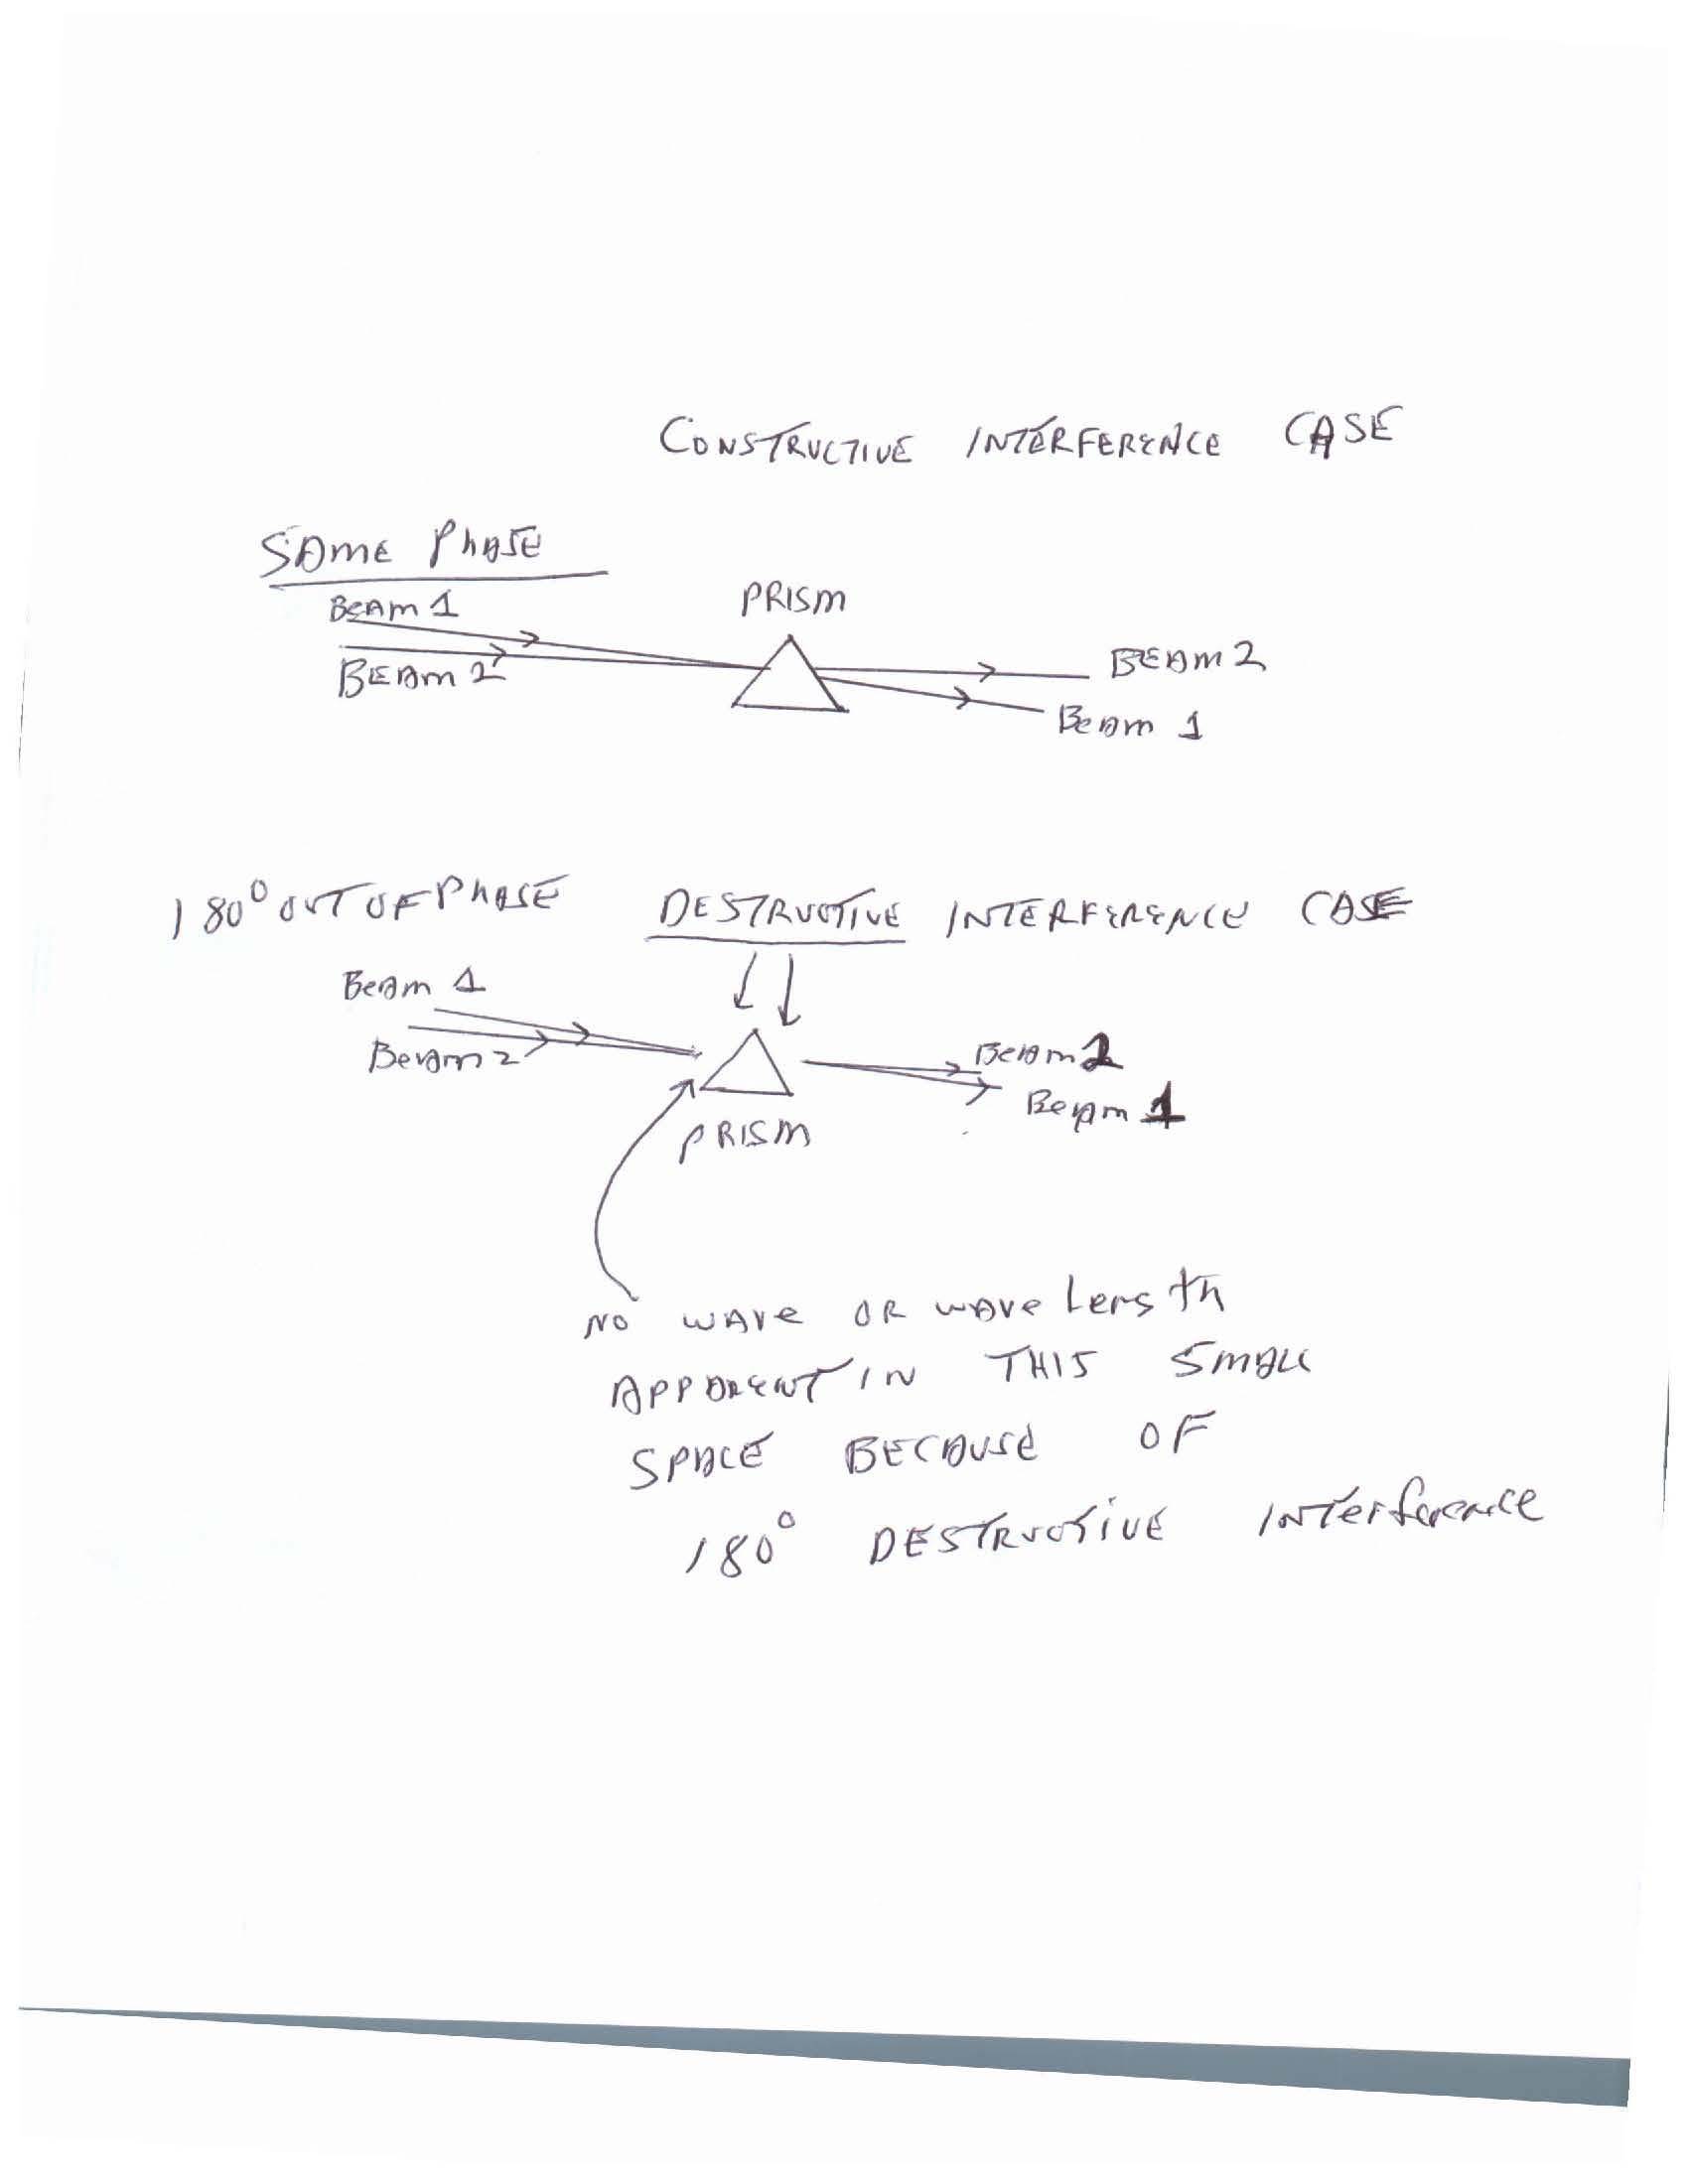 CONSTRUCTIVE INTERFERENCE CASE
SAME PHASE
BEAM 1
PRISM
BEAM 2
BEAM 2
Beam 1
180° OUT OF PHASE DESTRUCTIVE INTERFERENCE CASE
Beam 1
Beam 2
Beam 2
Beam 1
PRISM
NO WAVE OR WAVE Length
APPARENT IN THIS SMALL
SPACE BECAUSE OF
180° DESTRUCTIVE INTerference